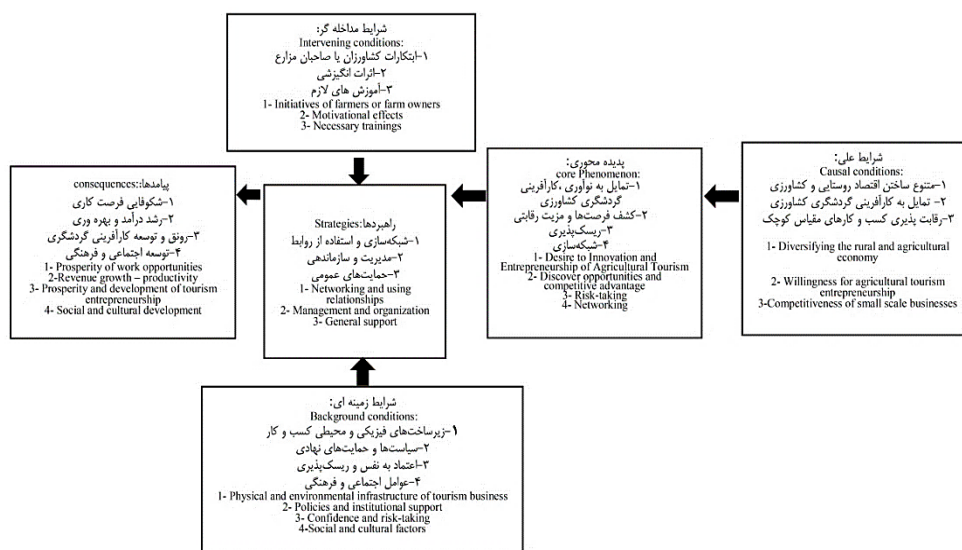 شرایط مداخله گر:
Intervening conditions:
۱-ابتکارات کشاورزان یا صاحبان مزارع
۲-اثرات انگیزشی
۳-آموزش های لازم
1- Initiatives of farmers or farm owners
2- Motivational effects
3- Necessary trainings
پیامدها::consequences
۱-شکوفایی فرصت کاری
۲-رشد درآمد و بهره وری
۳-رونق و توسعه کارآفرینی گردشگری
۴-توسعه اجتماعی و فرهنگی
1- Prosperity of work opportunities
2-Revenue growth – productivity
3- Prosperity and development of tourism
entrepreneurship
4- Social and cultural development
راهبردها: Strategies:
۱-شبکه‌سازی و استفاده از روابط
۲-مدیریت و سازماندهی
۳-حمایت‌های عمومی
1- Networking and using
relationships
2- Management and organization
3- General support
پدیده محوری:
core Phenomenon:
۱-تمایل به نوآوری ،کارآفرینی
گردشگری کشاورزی
۲-کشف فرصت‌ها و مزیت رقابتی
۳-ریسک‌پذیری
۴-شبکه‌سازی
1- Desire to Innovation and
Entrepreneurship of Agricultural Tourism
2- Discover opportunities and
competitive advantage
3- Risk-taking
4- Networking
شرایط علی:
Causal conditions:
۱-متنوع ساختن اقتصاد روستایی و کشاورزی
۲- تمایل به کارآفرینی گردشگری کشاورزی
۳-رقابت پذیری کسب و کارهای مقیاس کوچک
1- Diversifying the rural and agricultural
economy
2- Willingness for agricultural tourism
entrepreneurship
3-Competitiveness of small scale businesses
شرایط زمینه ای:
Background conditions:
۱-زیرساخت‌های فیزیکی و محیطی کسب و کار
۲-سیاست‌ها و حمایت‌های نهادی
۳-اعتماد به نفس و ریسک‌پذیری
۴-عوامل اجتماعی و فرهنگی
1- Physical and environmental infrastructure of tourism business
2- Policies and institutional support
3- Confidence and risk-taking
4-Social and cultural factors